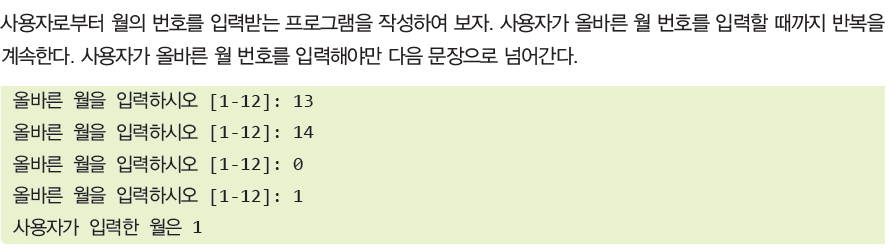 사용자로부터 월의 번호를 입력받는 프로그램을 작성하여 보자. 사용자가 올바른 월 번호를 입력할 때까지 반복을
계속한다. 사용자가 올바른 월 번호를 입력해야만 다음 문장으로 넘어간다.
올바른 월을 입력하시오 [1-12]: 13
올바른 월을 입력하시오 [1-12]: 14
올바른 월을 입력하시오 [1-12]: 0
올바른 월을 입력하시오 [1-12]: 1
사용자가 입력한 월은 1